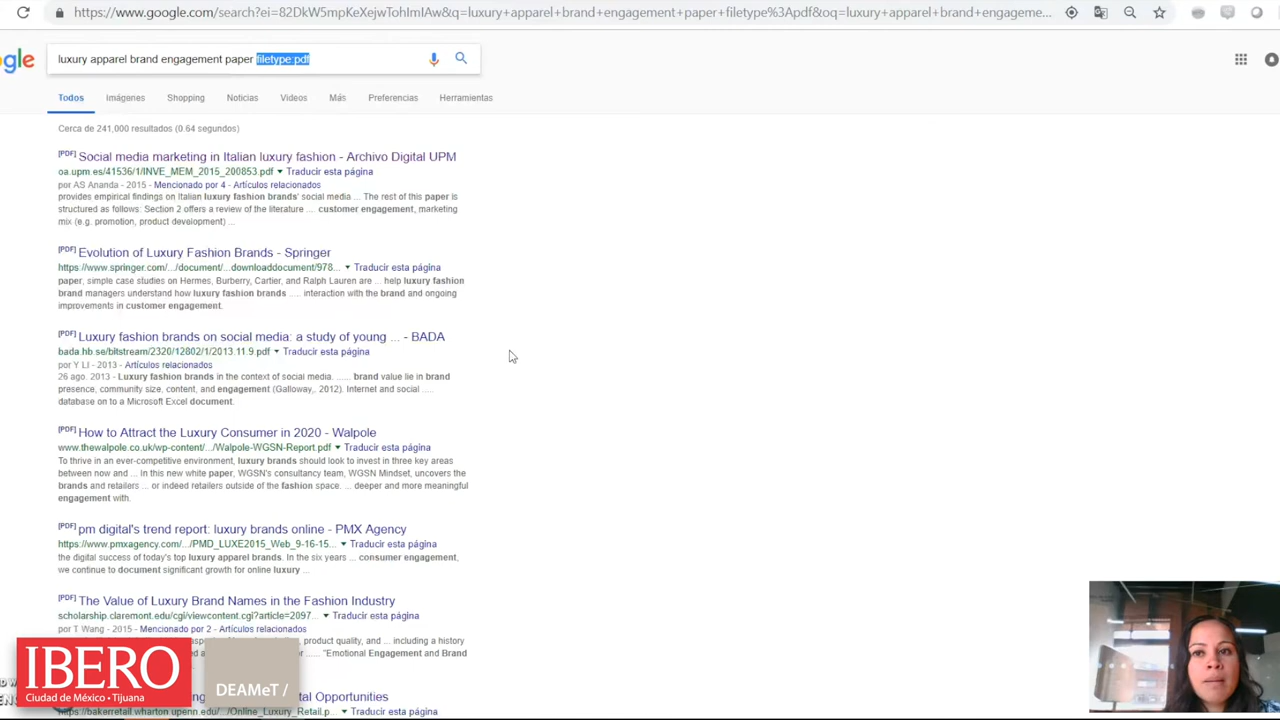 https://www.google.com/search?ei=82DkW5mpKeXejwTohImIAw&q=luxury+apparel+brand+engagement+paper+filetype%3Apdf&oq=luxury+apparel+brand+engageme...
gle
luxury apparel brand engagement paper filetype:pdf
Todos Imágenes Shopping Noticias Videos Más Preferencias Herramientas
Cerca de 241,000 resultados (0.64 segundos)
[PDF] Social media marketing in Italian luxury fashion - Archivo Digital UPM
oa.upm.es/41536/1/INVE_MEM_2015_200853.pdf ▾ Traducir esta página
por AS Ananda - 2015 - Mencionado por 4 - Artículos relacionados
provides empirical findings on Italian luxury fashion brands' social media ... The rest of this paper is
structured as follows: Section 2 offers a review of the literature ... customer engagement, marketing
mix (e.g. promotion, product development) ...
[PDF] Evolution of Luxury Fashion Brands - Springer
https://www.springer.com/.../document/...downloaddocument/978... ▾ Traducir esta página
paper, simple case studies on Hermes, Burberry, Cartier, and Ralph Lauren are ... help luxury fashion
brand managers understand how luxury fashion brands ..... interaction with the brand and ongoing
improvements in customer engagement.
[PDF] Luxury fashion brands on social media: a study of young ... - BADA
bada.hb.se/bitstream/2320/12802/1/2013.11.9.pdf ▾ Traducir esta página
por Y LI - 2013 - Artículos relacionados
26 ago. 2013 - Luxury fashion brands in the context of social media. ...... brand value lie in brand
presence, community size, content, and engagement (Galloway,. 2012). Internet and social .....
database on to a Microsoft Excel document.
[PDF] How to Attract the Luxury Consumer in 2020 - Walpole
www.thewalpole.co.uk/wp-content/.../Walpole-WGSN-Report.pdf ▾ Traducir esta página
To thrive in an ever-competitive environment, luxury brands should look to invest in three key areas
between now and ... In this new white paper, WGSN's consultancy team, WGSN Mindset, uncovers the
brands and retailers ... or indeed retailers outside of the fashion space. ... deeper and more meaningful
engagement with.
[PDF] pm digital's trend report: luxury brands online - PMX Agency
https://www.pmxagency.com/.../PMD_LUXE2015_Web_9-16-15... ▾ Traducir esta página
the digital success of today's top luxury apparel brands. In the six years ... consumer engagement,
we continue to document significant growth for online luxury ...
[PDF] The Value of Luxury Brand Names in the Fashion Industry
scholarship.claremont.edu/cgi/viewcontent.cgi?article=2097... ▾ Traducir esta página
por T Wang - 2015 - Mencionado por 2 - Artículos relacionados
product quality, and ... including a history
..... "Emotional Engagement and Brand
tal Opportunities
https://bakerretail.wharton.upenn.edu/.../Online_Luxury_Retail.p... ▾ Traducir esta página
IBERO
Ciudad de México • Tijuana
DEAMeT /